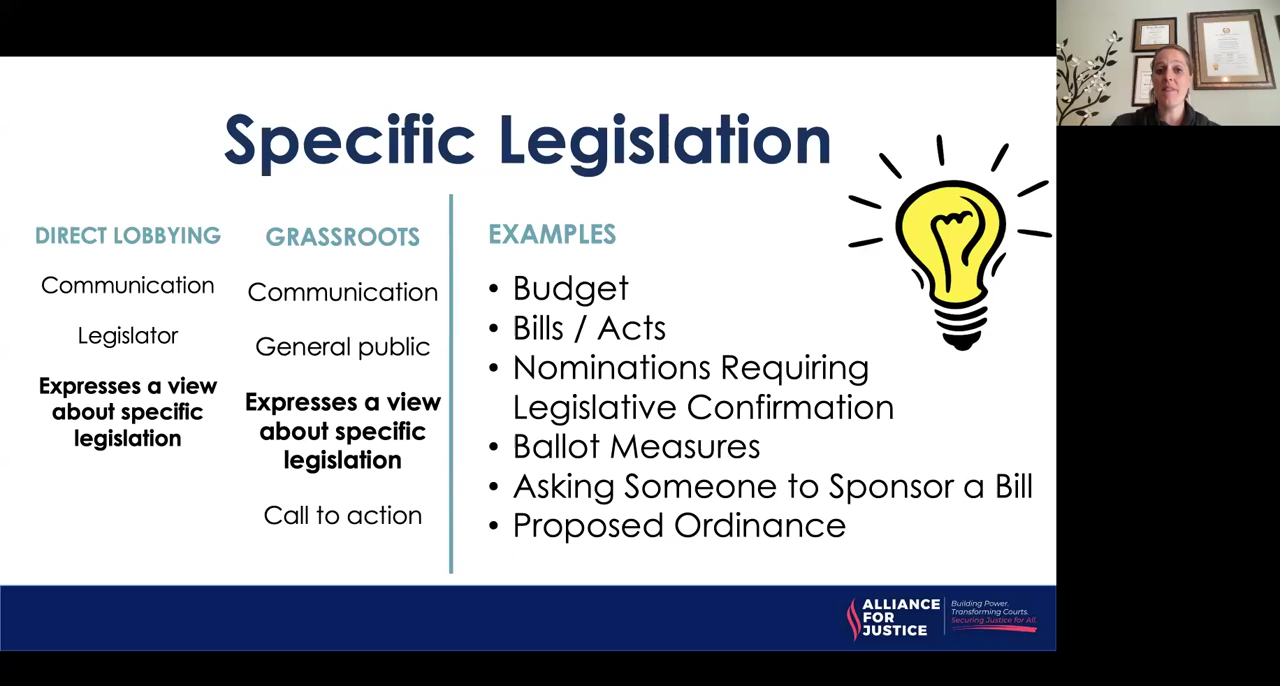 Specific Legislation
DIRECT LOBBYING
Communication
Legislator
Expresses a view
about specific
legislation
GRASSROOTS
Communication
General public
Expresses a view
about specific
legislation
Call to action
EXAMPLES
• Budget
• Bills / Acts
• Nominations Requiring
Legislative Confirmation
• Ballot Measures
• Asking Someone to Sponsor a Bill
• Proposed Ordinance
ALLIANCE
FOR
JUSTICE
Building Power.
Transforming Courts.
Securing Justice for All.